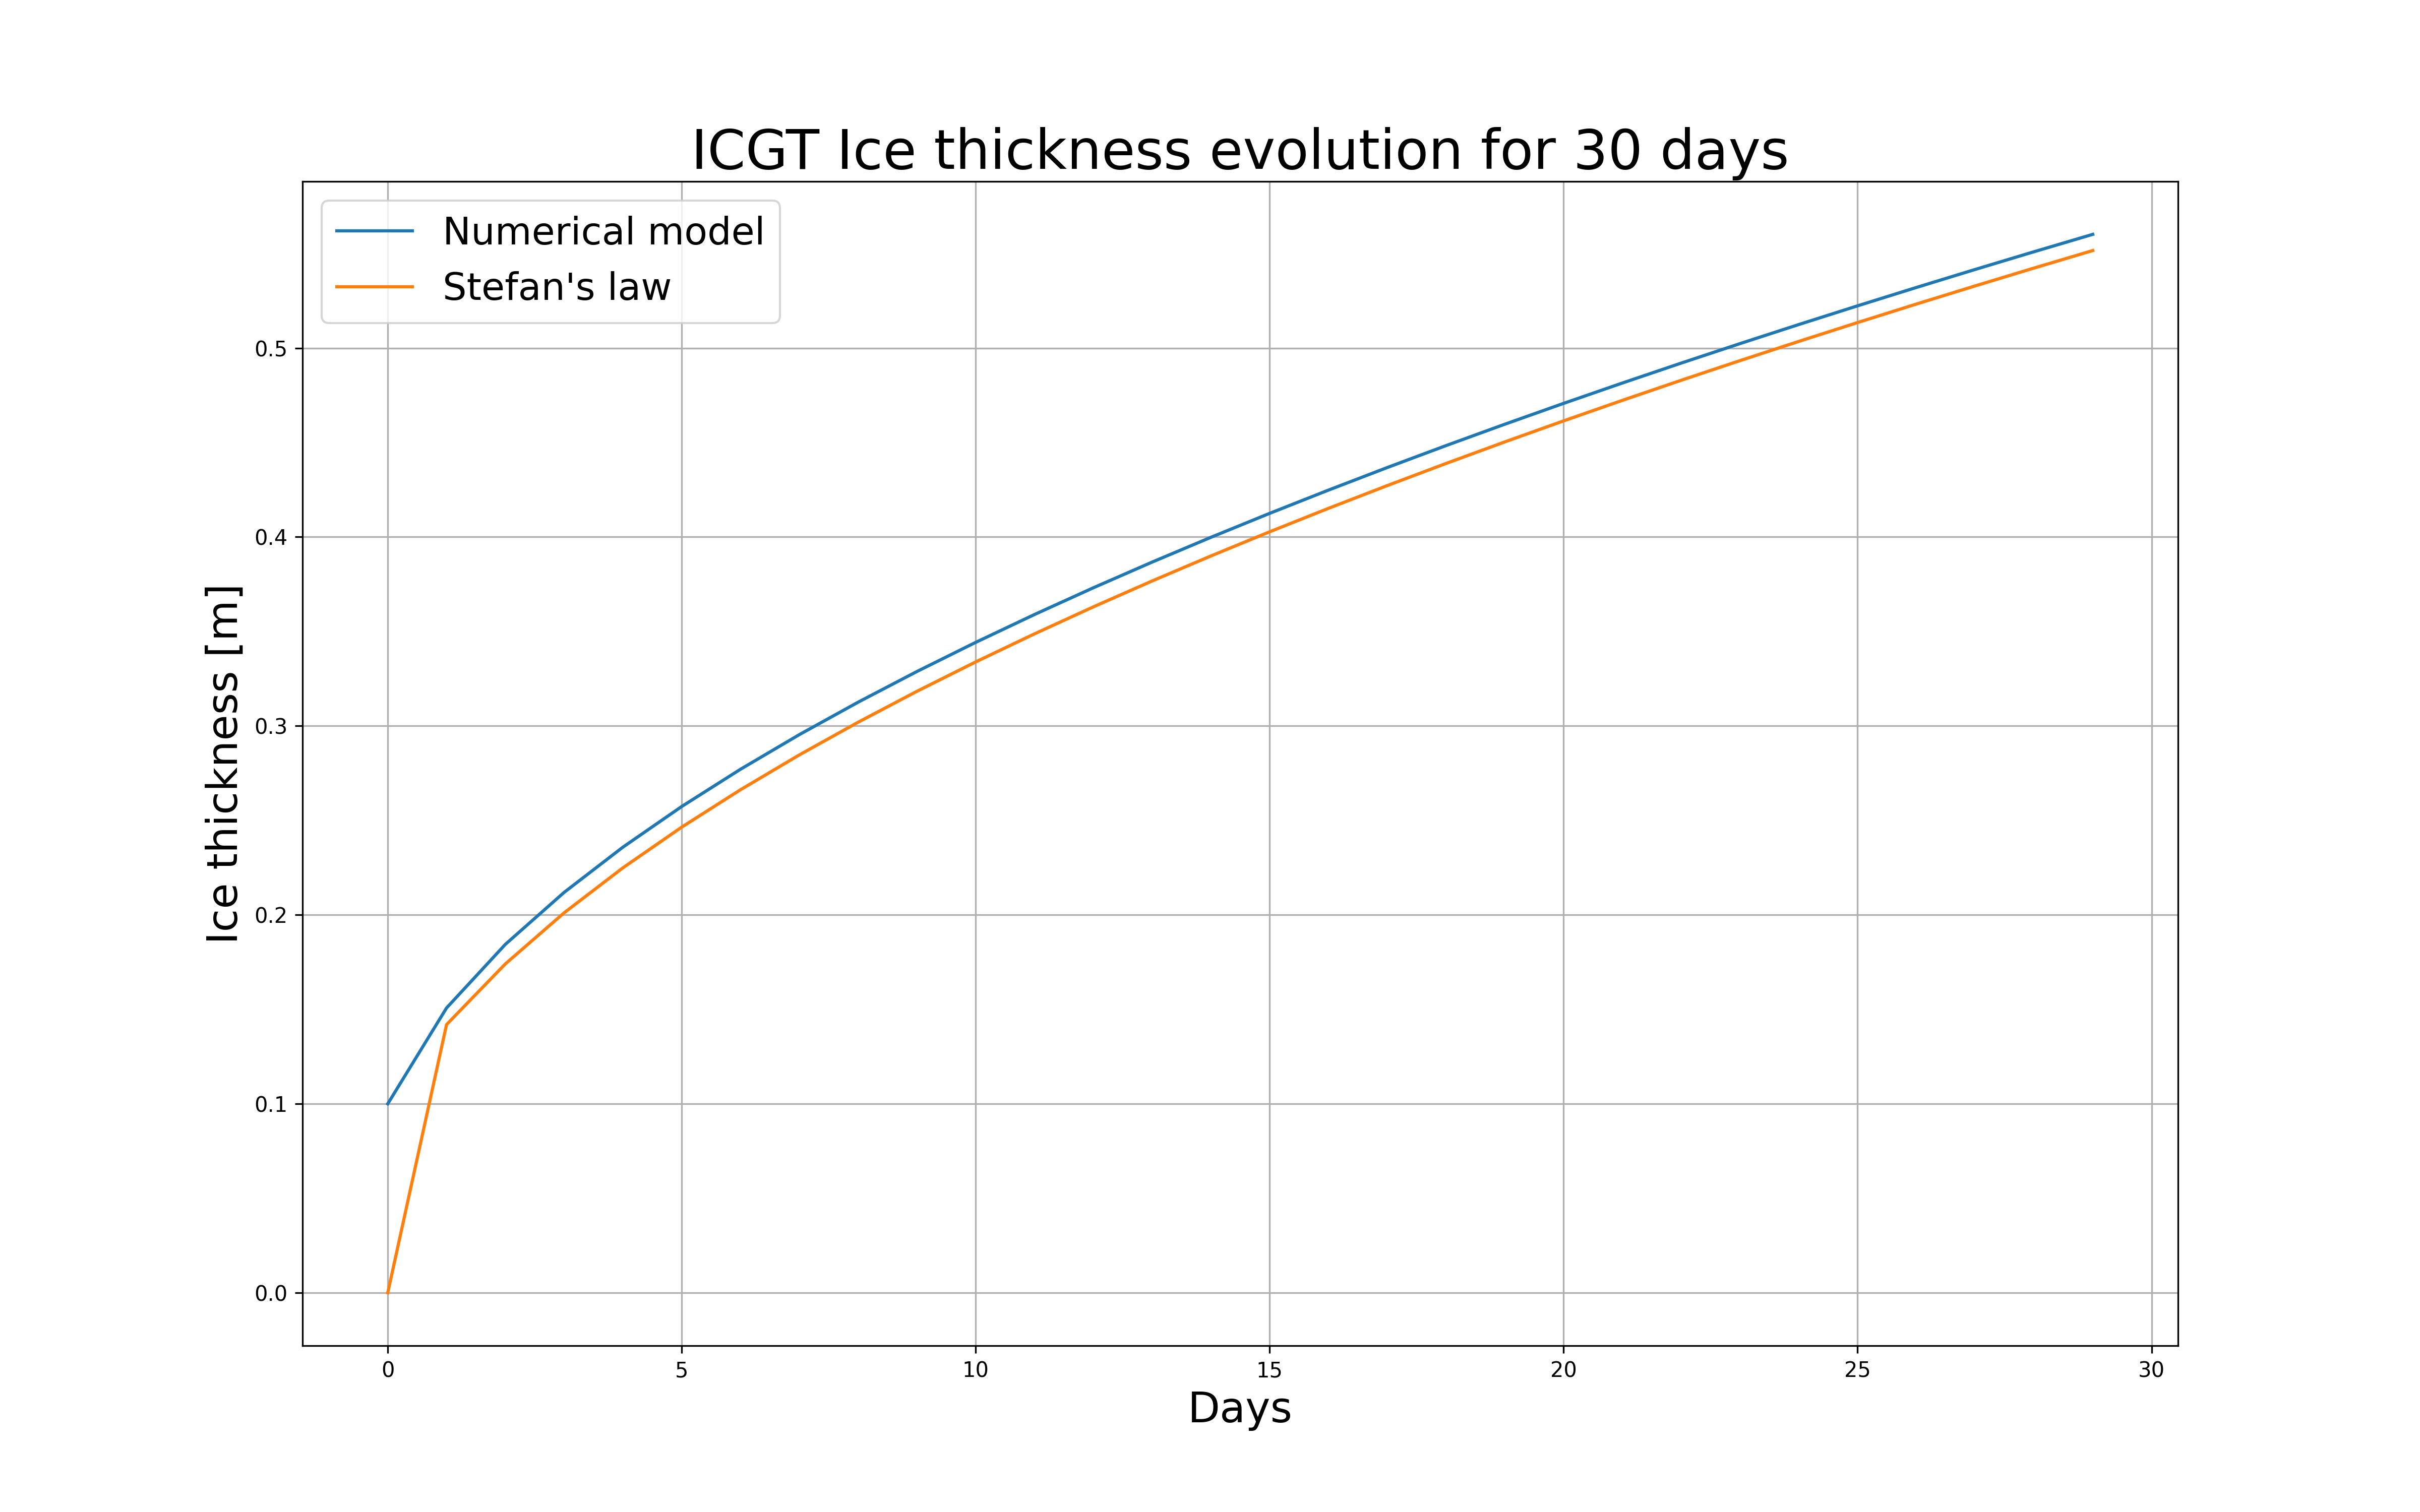 ICGT Ice thickness evolution for 30 days
Numerical model
Stefan's law
Ice thickness [m]
0.5
0.4
0.3
0.2
0.1
0.0
0 5 10 15 20 25 30
Days